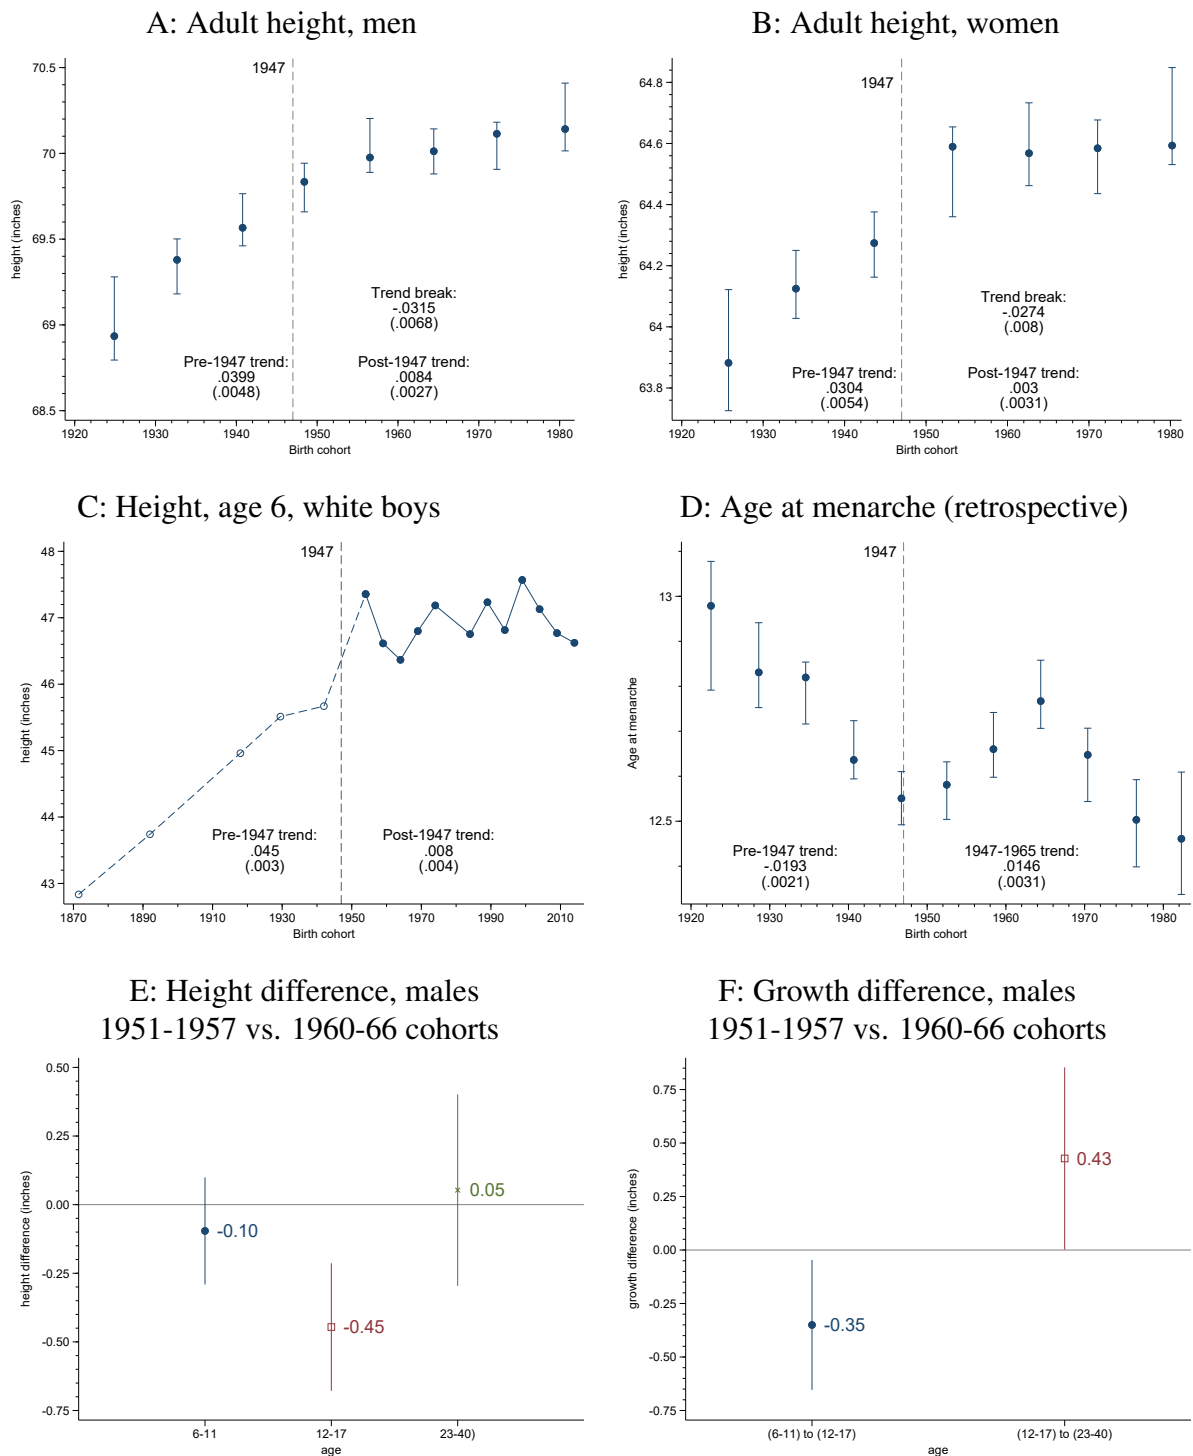 A: Adult height, men
70.5
70
69.5
69
68.5
height (inches)
1947
Trend break:
-.0315
(.0068)
Pre-1947 trend:
.0399
(.0048)
Post-1947 trend:
.0084
(.0027)
1920 1930 1940 1950 1960 1970 1980
Birth cohort
B: Adult height, women
64.8
64.6
64.4
64.2
64
63.8
height (inches)
1947
Trend break:
-.0274
(.008)
Pre-1947 trend:
.0304
(.0054)
Post-1947 trend:
.003
(.0031)
1920 1930 1940 1950 1960 1970 1980
Birth cohort
C: Height, age 6, white boys
48
47
46
45
44
43
height (inches)
1947
Pre-1947 trend:
.045
(.003)
Post-1947 trend:
.008
(.004)
1870 1890 1910 1930 1950 1970 1990 2010
Birth cohort
D: Age at menarche (retrospective)
13
12.5
Age at menarche
1947
Pre-1947 trend:
-.0193
(.0021)
1947-1965 trend:
.0146
(.0031)
1920 1930 1940 1950 1960 1970 1980
Birth cohort
E: Height difference, males
1951-1957 vs. 1960-66 cohorts
0.50
0.25
0.00
-0.25
-0.50
-0.75
height difference (inches)
-0.10
-0.45
0.05
6-11 12-17 23-40)
age
F: Growth difference, males
1951-1957 vs. 1960-66 cohorts
0.75
0.50
0.25
0.00
-0.25
-0.50
-0.75
growth difference (inches)
-0.35
0.43
(6-11) to (12-17) (12-17) to (23-40)
age